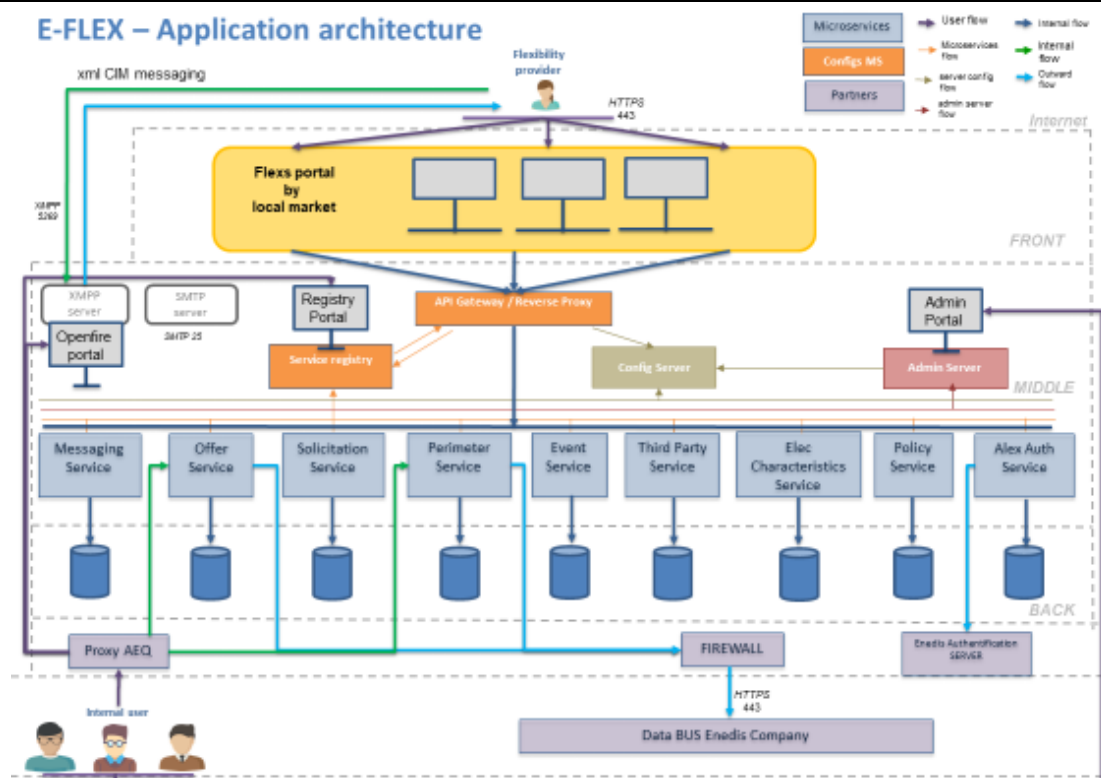 E-FLEX – Application architecture
Microservices
Configs MS
Partners
User flow
Microservices
flow
server config
flow
admin server
flow
Internal flow
Internal
flow
Outward
flow
xml CIM messaging
Flexibility
provider
HTTPS
443
Internet
Flexs portal
by
local market
XMPP
5269
FRONT
XMPP
server
SMTP
server
SMTP 25
Openfire
portal
Registry
Portal
API Gateway / Reverse Proxy
Admin
Portal
Service registry
Config Server
Admin Server
MIDDLE
Messaging
Service
Offer
Service
Solicitation
Service
Perimeter
Service
Event
Service
Third Party
Service
Elec
Characteristics
Service
Policy
Service
Alex Auth
Service
BACK
Proxy AEQ
FIREWALL
Enedis Authentification
SERVER
Internal user
HTTPS
443
Data BUS Enedis Company